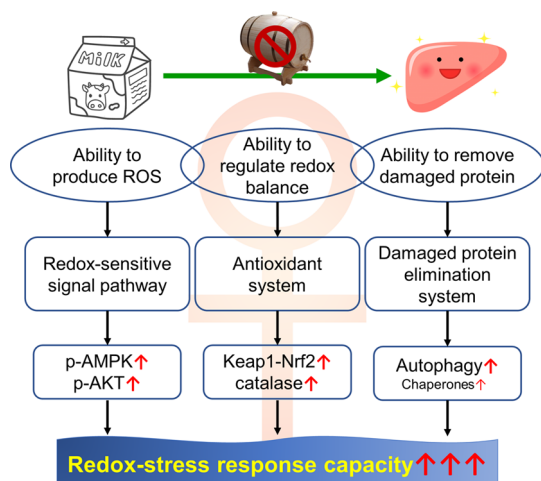 MiLK
Ability to
produce ROS
Ability to
regulate redox
balance
Ability to remove
damaged protein
Redox-sensitive
signal pathway
Antioxidant
system
Damaged protein
elimination
system
p-AMPK↑
p-AKT↑
Keap1-Nrf2↑
catalase↑
Autophagy↑
Chaperones↑
Redox-stress response capacity↑↑↑